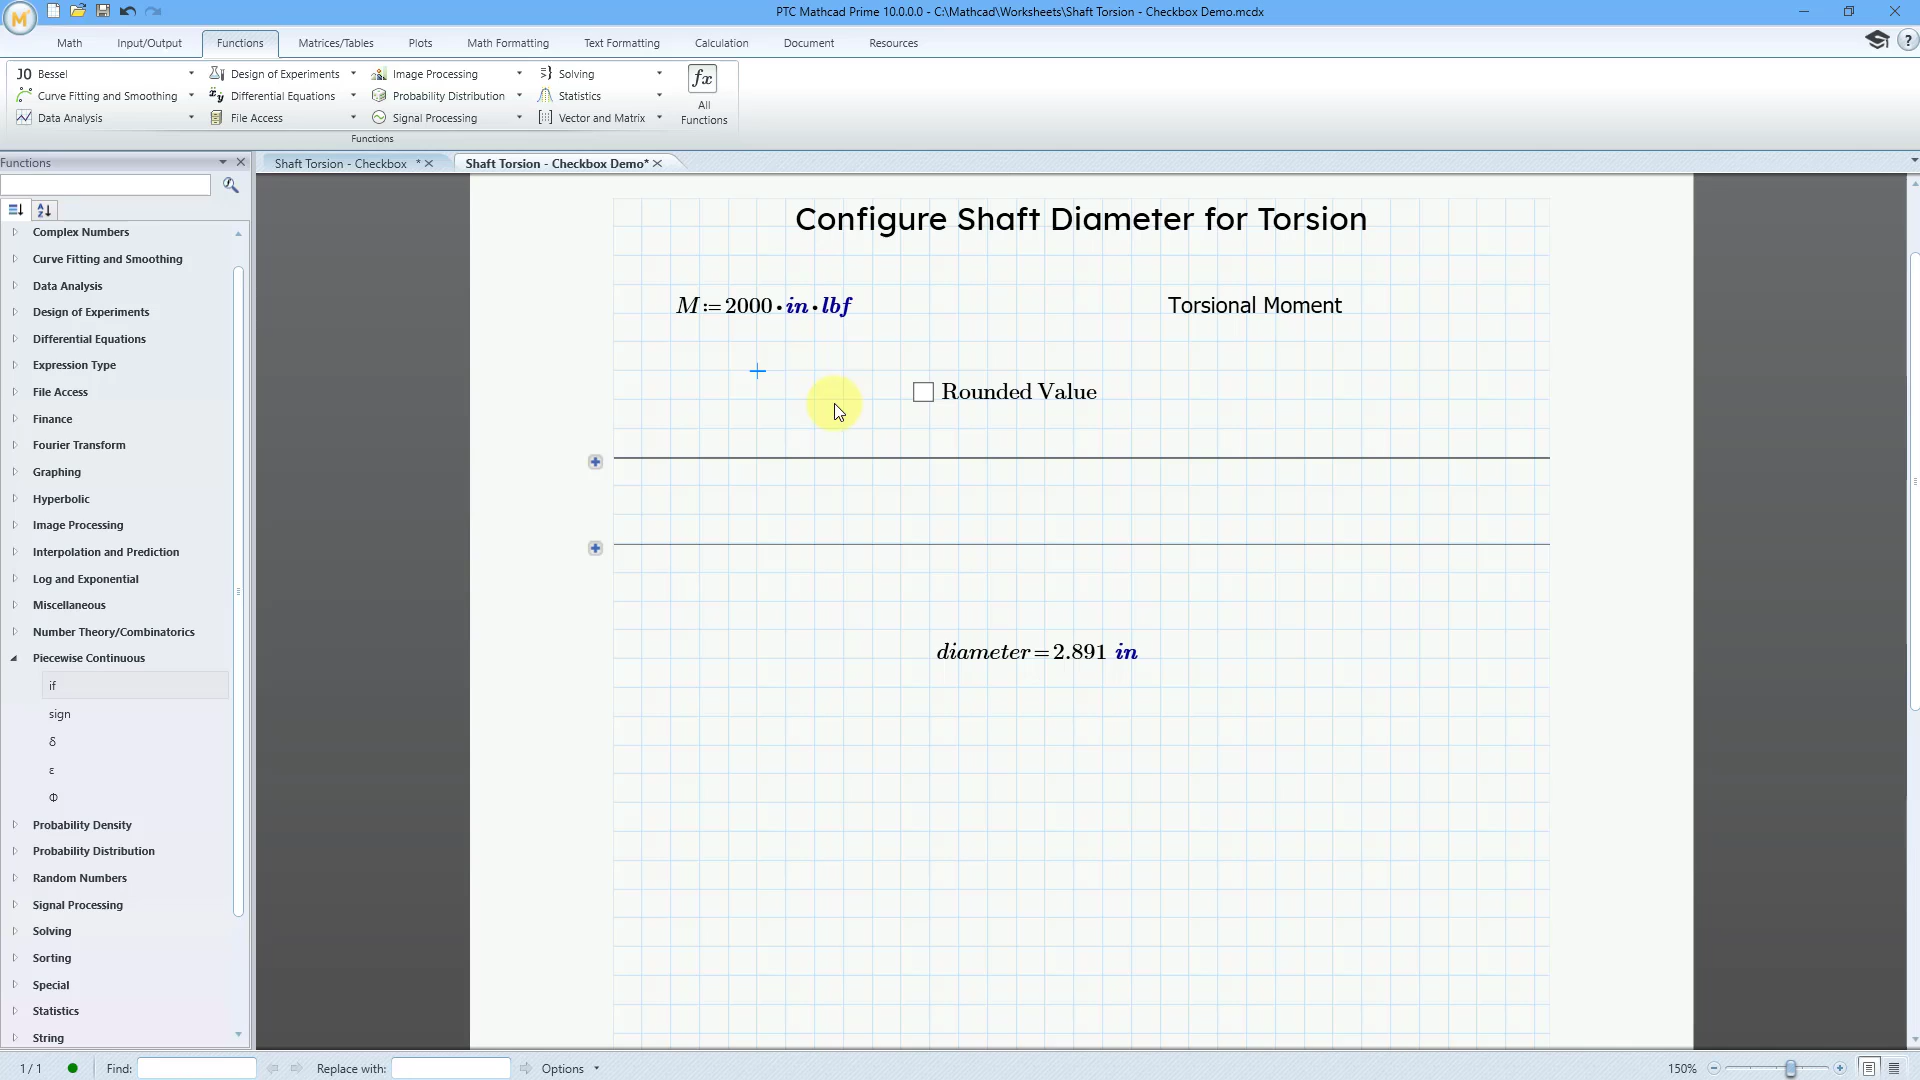 PTC Mathcad Prime 10.0.0.0 - C:\Mathcad\Worksheets\Shaft Torsion - Checkbox Demo.mcdx
Math Input/Output Functions Matrices/Tables Plots Math Formatting Text Formatting Calculation Document Resources
J0 Bessel Design of Experiments Image Processing Solving
Curve Fitting and Smoothing Differential Equations Probability Distribution Statistics
Data Analysis File Access Signal Processing Vector and Matrix
fx
All
Functions
Functions
Functions
Shaft Torsion - Checkbox *
Shaft Torsion - Checkbox Demo*
Complex Numbers
Curve Fitting and Smoothing
Data Analysis
Design of Experiments
Differential Equations
Expression Type
File Access
Finance
Fourier Transform
Graphing
Hyperbolic
Image Processing
Interpolation and Prediction
Log and Exponential
Miscellaneous
Number Theory/Combinatorics
Piecewise Continuous
if
sign
δ
ε
Φ
Probability Density
Probability Distribution
Random Numbers
Signal Processing
Solving
Sorting
Special
Statistics
String
Configure Shaft Diameter for Torsion
M:=2000•in•lbf
Torsional Moment
Rounded Value
diameter=2.891 in
1 / 1 Find: Replace with: Options 150%